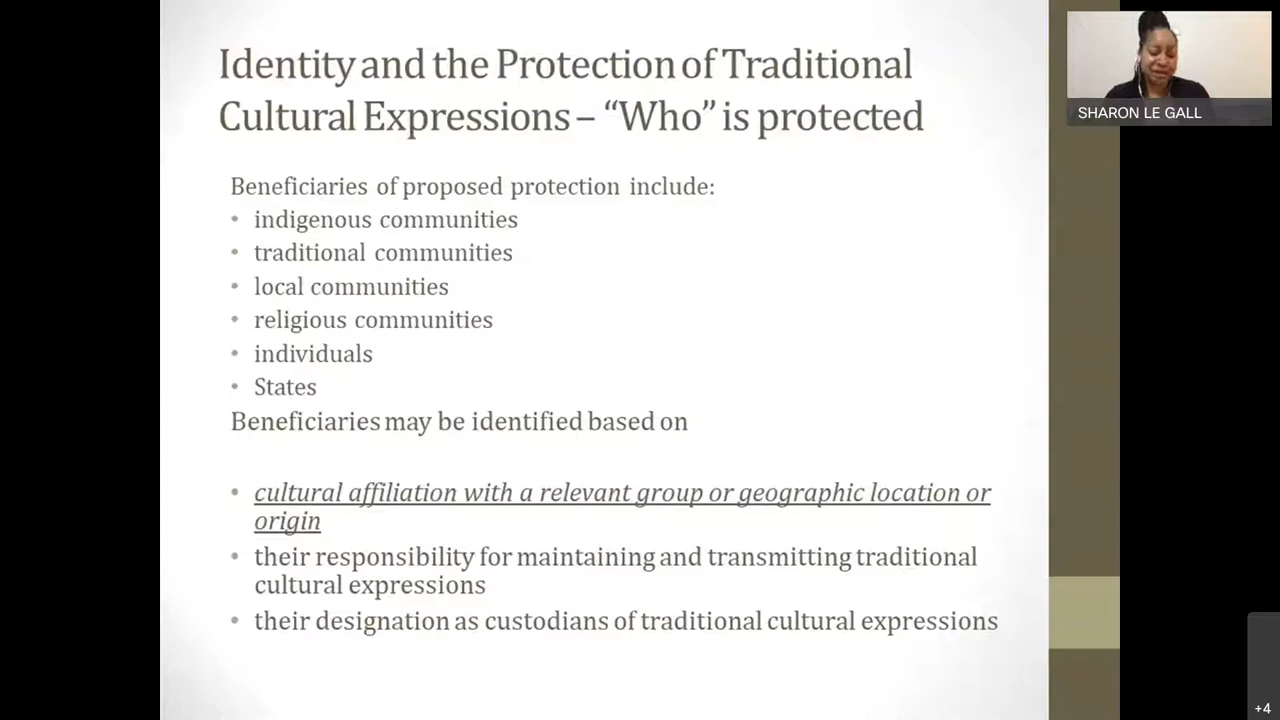 Identity and the Protection of Traditional
Cultural Expressions – “Who” is protected
SHARON LE GALL
Beneficiaries of proposed protection include:
• indigenous communities
• traditional communities
• local communities
• religious communities
• individuals
• States
Beneficiaries may be identified based on
• cultural affiliation with a relevant group or geographic location or
origin
• their responsibility for maintaining and transmitting traditional
cultural expressions
• their designation as custodians of traditional cultural expressions
+4